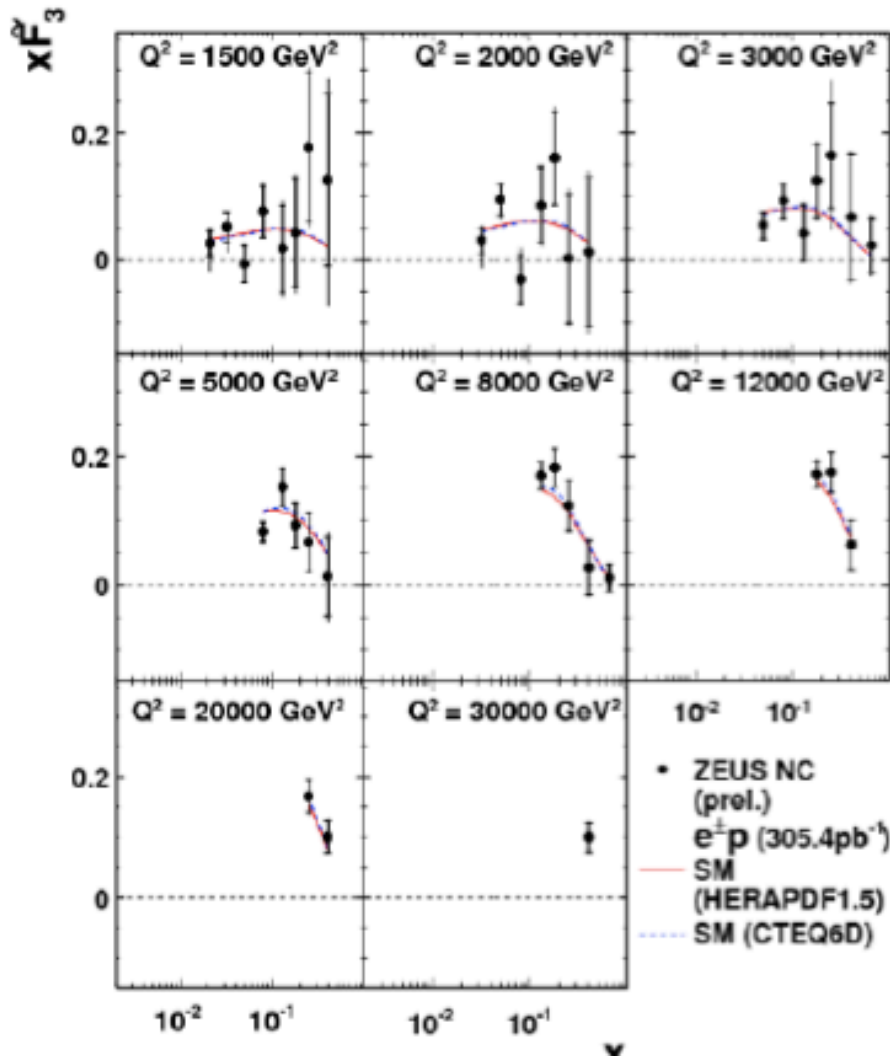 xF̃₃
Q² = 1500 GeV²
Q² = 2000 GeV²
Q² = 3000 GeV²
0.2
0
Q² = 5000 GeV²
Q² = 8000 GeV²
Q² = 12000 GeV²
0.2
0
Q² = 20000 GeV²
Q² = 30000 GeV²
10⁻² 10⁻¹
0.2
0
ZEUS NC
(prel.)
e±p (305.4pb⁻¹)
SM
(HERAPDF1.5)
SM (CTEQ6D)
10⁻² 10⁻¹
10⁻² 10⁻¹